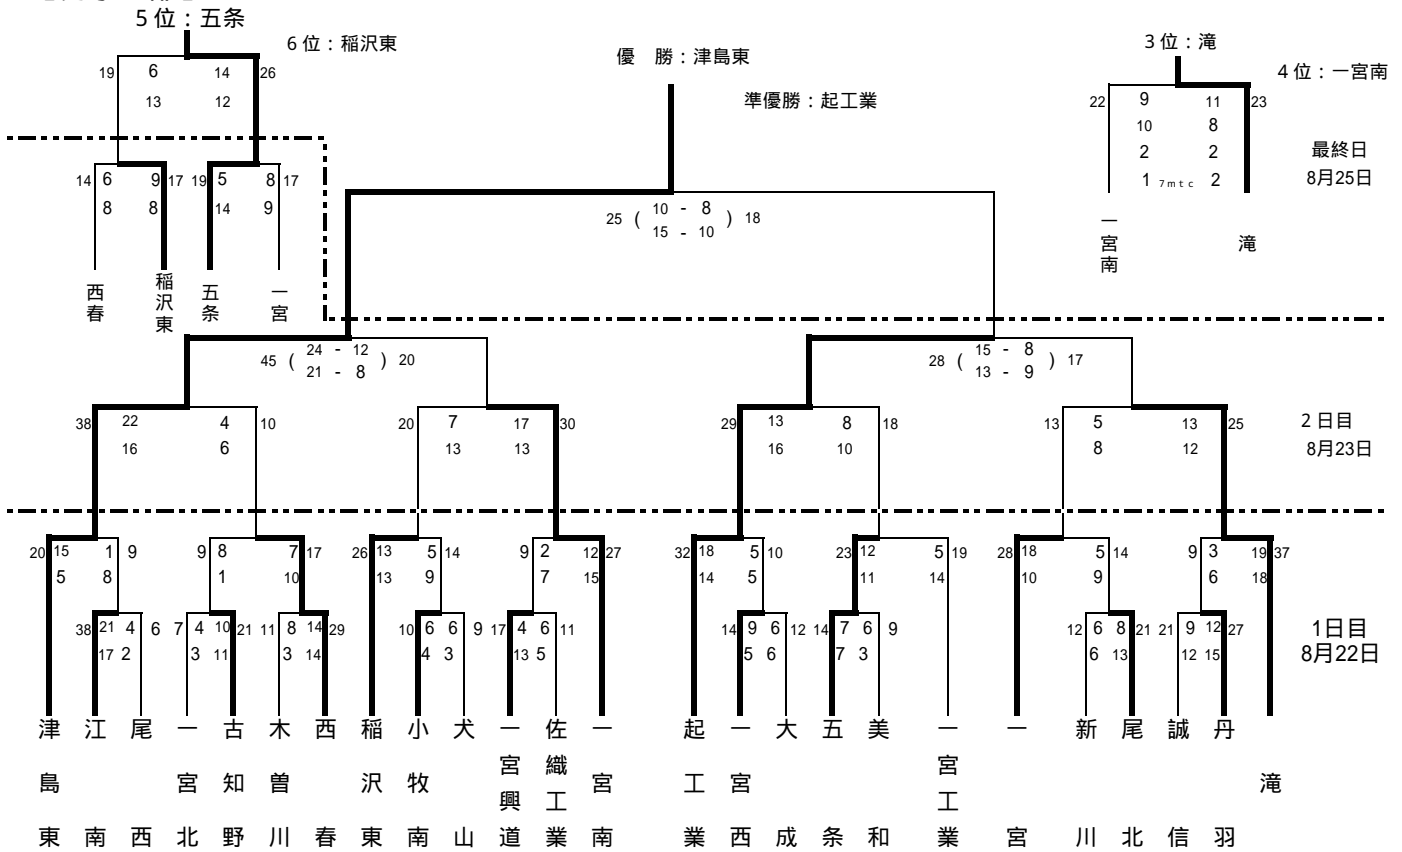 5位：五条
6位：稲沢東
優　勝：津島東
準優勝：起工業
3位：滝
4位：一宮南
19 6 14 26
13 12
22 9 11 23
10 8
2 2
1 7mtc 2
最終日
8月25日
14 6 9 17 19 5 8 17
8 8 14 9
西春
稲沢東
五条
一宮
一宮南
滝
25 ( 10 - 8 ) 18
15 - 10
45 ( 24 - 12 ) 20
21 - 8
28 ( 15 - 8 ) 17
13 - 9
38 22 4 10 20 7 17 30 29 13 8 18 13 5 13 25
16 6 13 13 16 10 8 12
2日目
8月23日
20 15 1 9 9 8 7 17 26 13 5 14 9 2 12 27 32 18 5 10 23 12 5 19 28 18 5 14 9 3 19 37
5 8 1 10 13 9 7 15 14 5 11 14 10 9 6 18
38 21 4 6 7 4 10 21 11 8 14 29 10 6 6 9 17 4 6 11 14 9 6 12 14 7 6 9 12 6 8 21 21 9 12 27
17 2 3 11 3 14 4 3 13 5 5 6 7 3 6 13 12 15
1日目
8月22日
津島東
江南
尾西
一宮北
古知野
木曽川
西春
稲沢東
小牧南
犬山
一宮興道
佐織工業
一宮南
起工業
一宮西
大成
五条
美和
一宮工業
一宮
新川
尾北
誠信
丹羽
滝